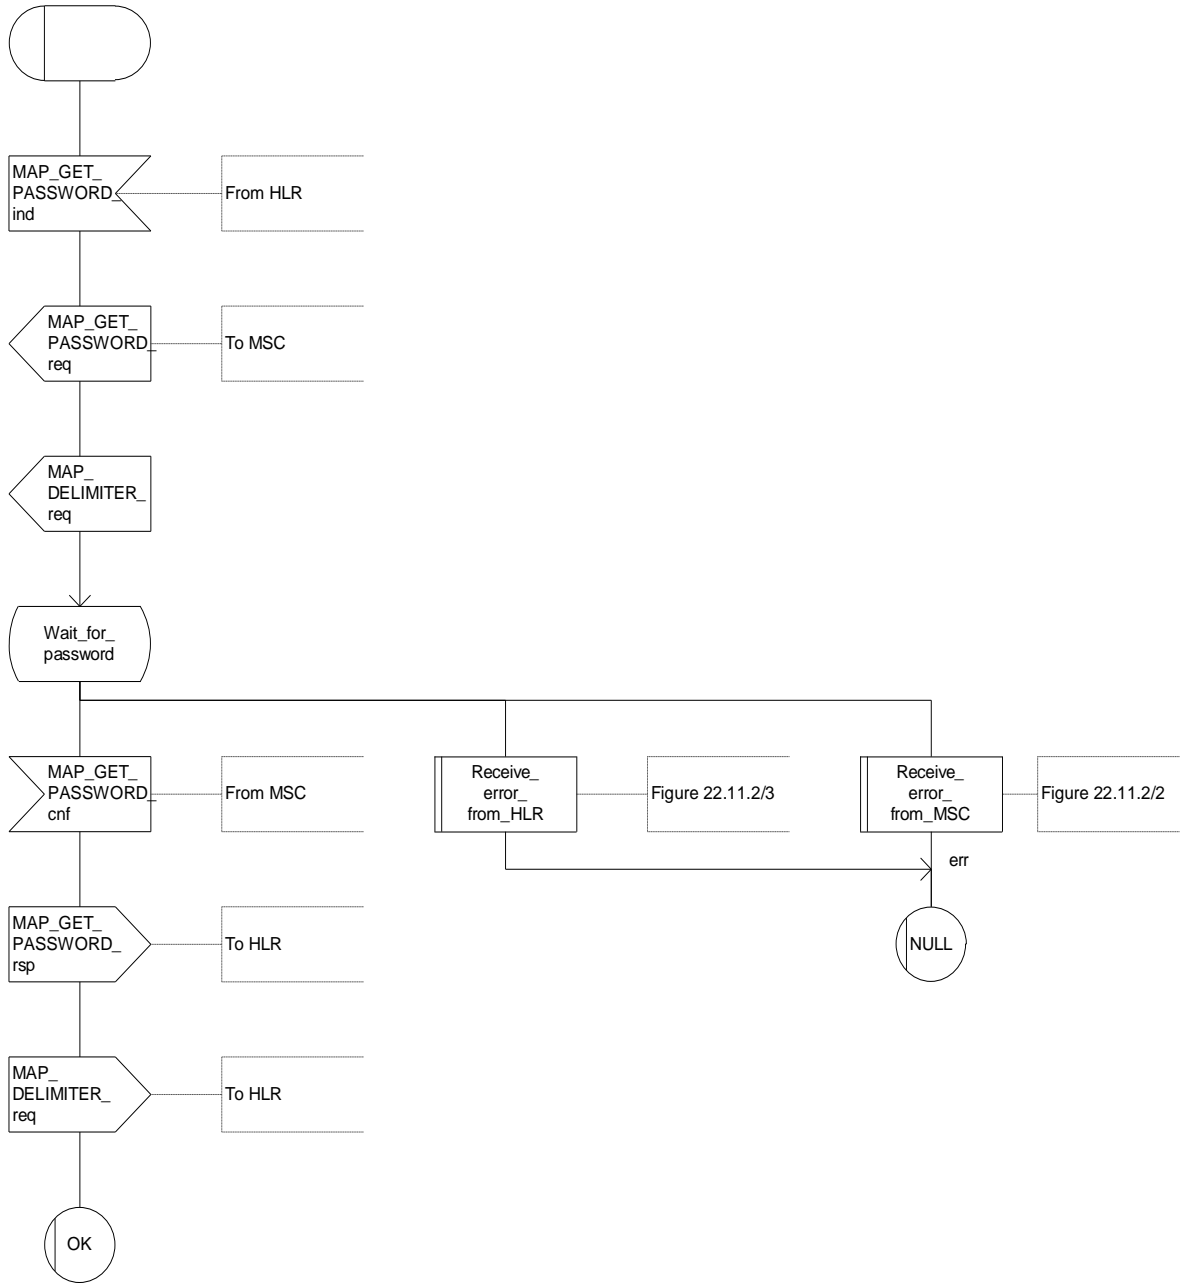 MAP_GET_
PASSWORD_
ind
From HLR
MAP_GET_
PASSWORD_
req
To MSC
MAP_
DELIMITER_
req
Wait_for_
password
MAP_GET_
PASSWORD_
cnf
From MSC
Receive_
error_
from_HLR
Figure 22.11.2/3
Receive_
error_
from_MSC
Figure 22.11.2/2
err
MAP_GET_
PASSWORD_
rsp
To HLR
NULL
MAP_
DELIMITER_
req
To HLR
OK